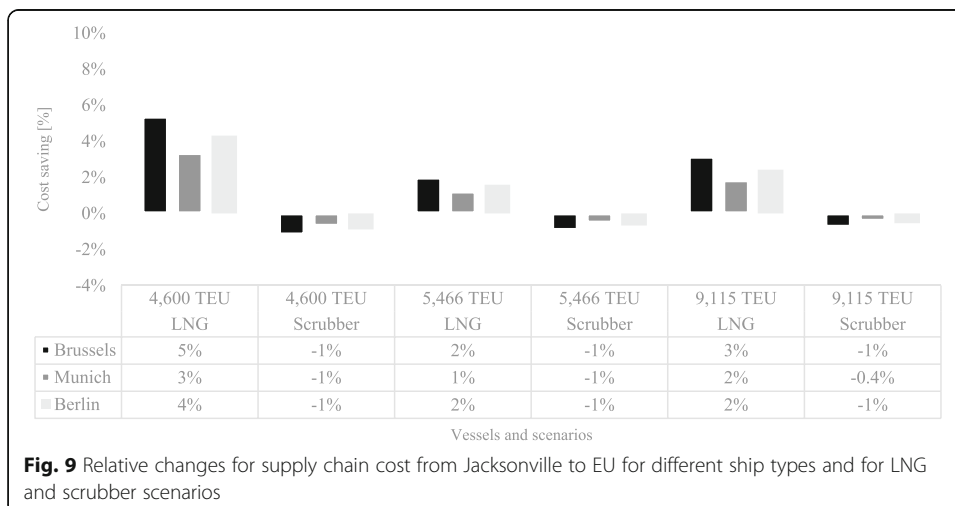 10%
8%
6%
4%
2%
0%
-2%
-4%
Cost saving [%]
4,600 TEU 4,600 TEU 5,466 TEU 5,466 TEU 9,115 TEU 9,115 TEU
LNG Scrubber LNG Scrubber LNG Scrubber
Brussels 5% -1% 2% -1% 3% -1%
Munich 3% -1% 1% -1% 2% -0.4%
Berlin 4% -1% 2% -1% 2% -1%
Vessels and scenarios
Fig. 9 Relative changes for supply chain cost from Jacksonville to EU for different ship types and for LNG
and scrubber scenarios